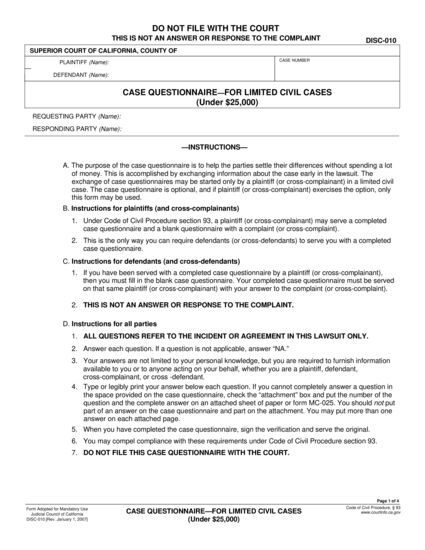 DO NOT FILE WITH THE COURT
THIS IS NOT AN ANSWER OR RESPONSE TO THE COMPLAINT
DISC-010
SUPERIOR COURT OF CALIFORNIA, COUNTY OF
PLAINTIFF (Name):
CASE NUMBER
DEFENDANT (Name):
CASE QUESTIONNAIRE—FOR LIMITED CIVIL CASES
(Under $25,000)
REQUESTING PARTY (Name):
RESPONDING PARTY (Name):
—INSTRUCTIONS—
A. The purpose of the case questionnaire is to help the parties settle their differences without spending a lot
of money. This is accomplished by exchanging information about the case early in the lawsuit. The
exchange of case questionnaires may be started only by a plaintiff (or cross-complainant) in a limited civil
case. The case questionnaire is optional, and if plaintiff (or cross-complainant) exercises the option, only
this form may be used.
B. Instructions for plaintiffs (and cross-complainants)
1. Under Code of Civil Procedure section 93, a plaintiff (or cross-complainant) may serve a completed
case questionnaire and a blank questionnaire with a complaint (or cross-complaint).
2. This is the only way you can require defendants (or cross-defendants) to serve you with a completed
case questionnaire.
C. Instructions for defendants (and cross-defendants)
1. If you have been served with a completed case questionnaire by a plaintiff (or cross-complainant),
then you must fill in the blank case questionnaire. Your completed case questionnaire must be served
on that same plaintiff (or cross-complainant) with your answer to the complaint (or cross-complaint).
2. THIS IS NOT AN ANSWER OR RESPONSE TO THE COMPLAINT.
D. Instructions for all parties
1. ALL QUESTIONS REFER TO THE INCIDENT OR AGREEMENT IN THIS LAWSUIT ONLY.
2. Answer each question. If a question is not applicable, answer “NA.”
3. Your answers are not limited to your personal knowledge, but you are required to furnish information
available to you or to anyone acting on your behalf, whether you are a plaintiff, defendant,
cross-complainant, or cross -defendant.
4. Type or legibly print your answer below each question. If you cannot completely answer a question in
the space provided on the case questionnaire, check the “attachment” box and put the number of the
question and the complete answer on an attached sheet of paper or form MC-025. You should not put
part of an answer on the case questionnaire and part on the attachment. You may put more than one
answer on each attached page.
5. When you have completed the case questionnaire, sign the verification and serve the original.
6. You may compel compliance with these requirements under Code of Civil Procedure section 93.
7. DO NOT FILE THIS CASE QUESTIONNAIRE WITH THE COURT.
Page 1 of 4
Form Adopted for Mandatory Use
Judicial Council of California
DISC-010 [Rev. January 1, 2007]
CASE QUESTIONNAIRE—FOR LIMITED CIVIL CASES
(Under $25,000)
Code of Civil Procedure, § 93
www.courtinfo.ca.gov